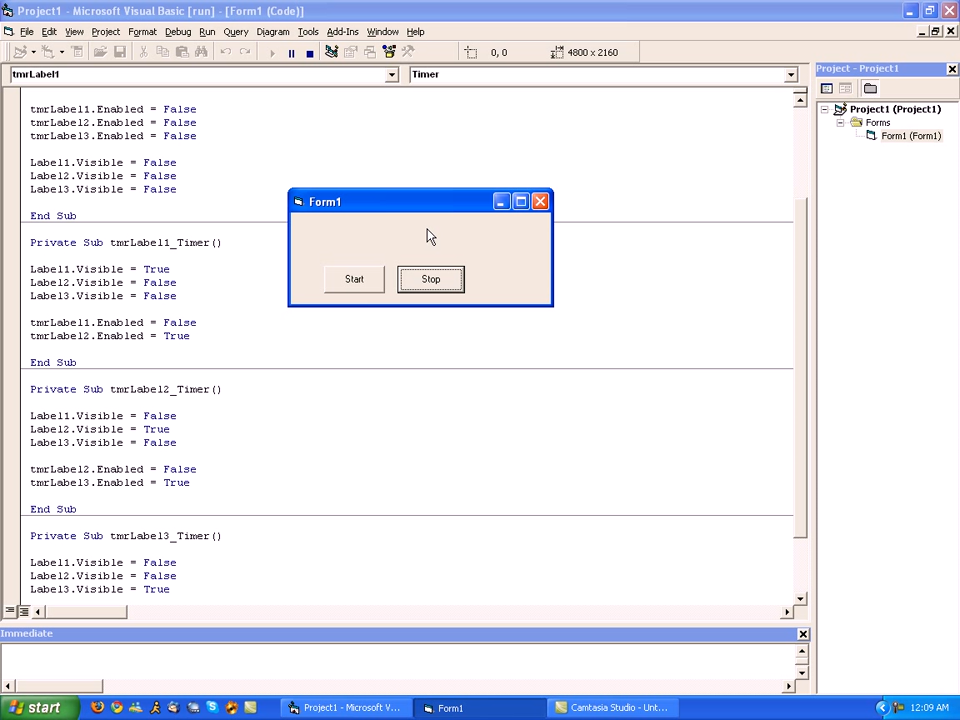 Project1 - Microsoft Visual Basic [run] - [Form1 (Code)]
File Edit View Project Format Debug Run Query Diagram Tools Add-Ins Window Help
0, 0 4800 x 2160
tmrLabel1 Timer
tmrLabel1.Enabled = False
tmrLabel2.Enabled = False
tmrLabel3.Enabled = False
Label1.Visible = False
Label2.Visible = False
Label3.Visible = False
End Sub
Private Sub tmrLabel1_Timer()
Label1.Visible = True
Label2.Visible = False
Label3.Visible = False
tmrLabel1.Enabled = False
tmrLabel2.Enabled = True
End Sub
Private Sub tmrLabel2_Timer()
Label1.Visible = False
Label2.Visible = True
Label3.Visible = False
tmrLabel2.Enabled = False
tmrLabel3.Enabled = True
End Sub
Private Sub tmrLabel3_Timer()
Label1.Visible = False
Label2.Visible = False
Label3.Visible = True
Form1
Start Stop
Project - Project1
Project1 (Project1)
Forms
Form1 (Form1)
Immediate
start Project1 - Microsoft V... Form1 Camtasia Studio - Unt... 12:09 AM